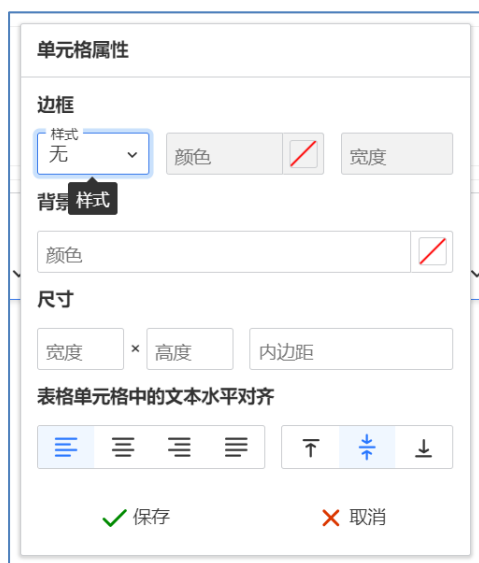 单元格属性
边框
样式
无
颜色
宽度
背景
样式
颜色
尺寸
宽度 × 高度 内边距
表格单元格中的文本水平对齐
保存 取消